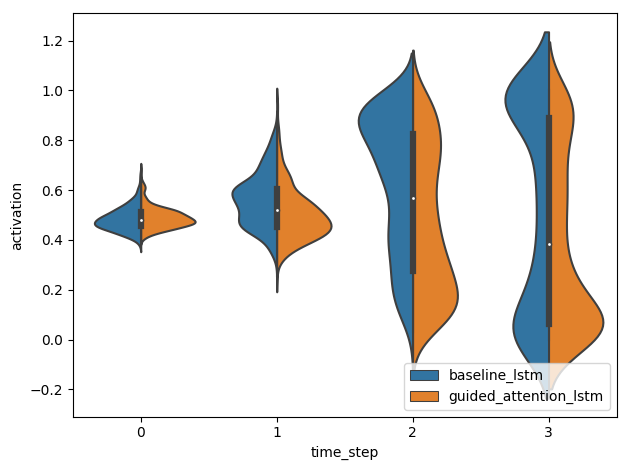 activation
1.2
1.0
0.8
0.6
0.4
0.2
0.0
−0.2
baseline_lstm
guided_attention_lstm
0 1 2 3
time_step